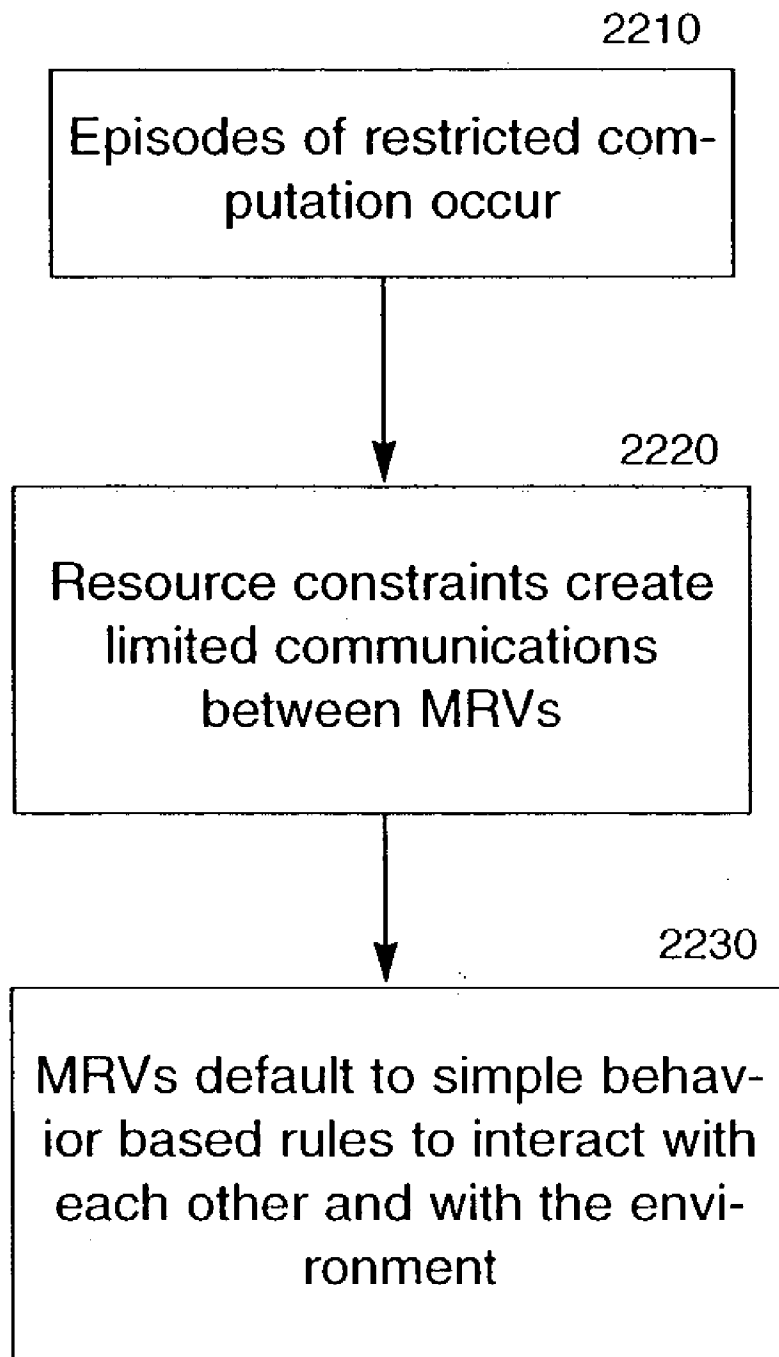 2210
Episodes of restricted com-
putation occur
2220
Resource constraints create
limited communications
between MRVs
2230
MRVs default to simple behav-
ior based rules to interact with
each other and with the envi-
ronment